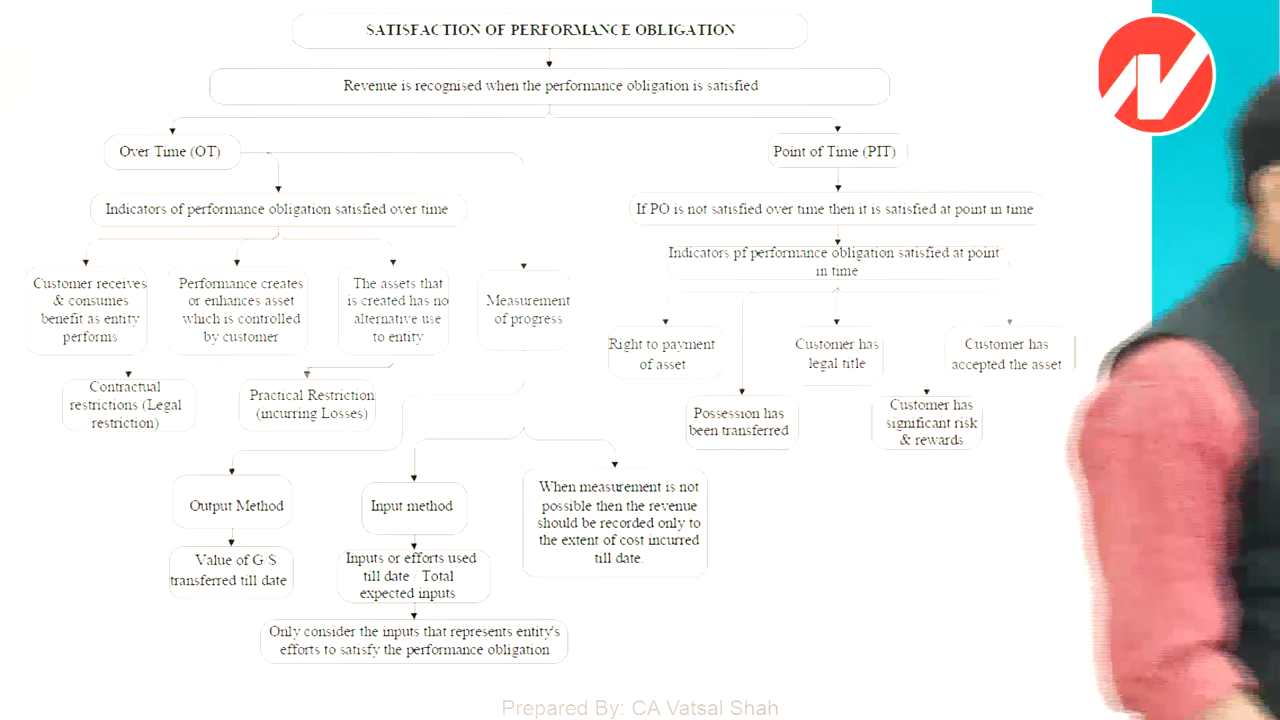 SATISFACTION OF PERFORMANCE OBLIGATION
Revenue is recognised when the performance obligation is satisfied
Over Time (OT)
Point of Time (PIT)
Indicators of performance obligation satisfied over time
If PO is not satisfied over time then it is satisfied at point in time
Indicators pf performance obligation satisfied at point
in time
Customer receives
& consumes
benefit as entity
performs
Performance creates
or enhances asset
which is controlled
by customer
The assets that
is created has no
alternative use
to entity
Measurement
of progress
Right to payment
of asset
Customer has
legal title
Customer has
accepted the asset
Contractual
restrictions (Legal
restriction)
Practical Restriction
(incurring Losses)
Possession has
been transferred
Customer has
significant risk
& rewards
Output Method
Input method
When measurement is not
possible then the revenue
should be recorded only to
the extent of cost incurred
till date.
Value of G S
transferred till date
Inputs or efforts used
till date / Total
expected inputs
Only consider the inputs that represents entity's
efforts to satisfy the performance obligation
Prepared By: CA Vatsal Shah